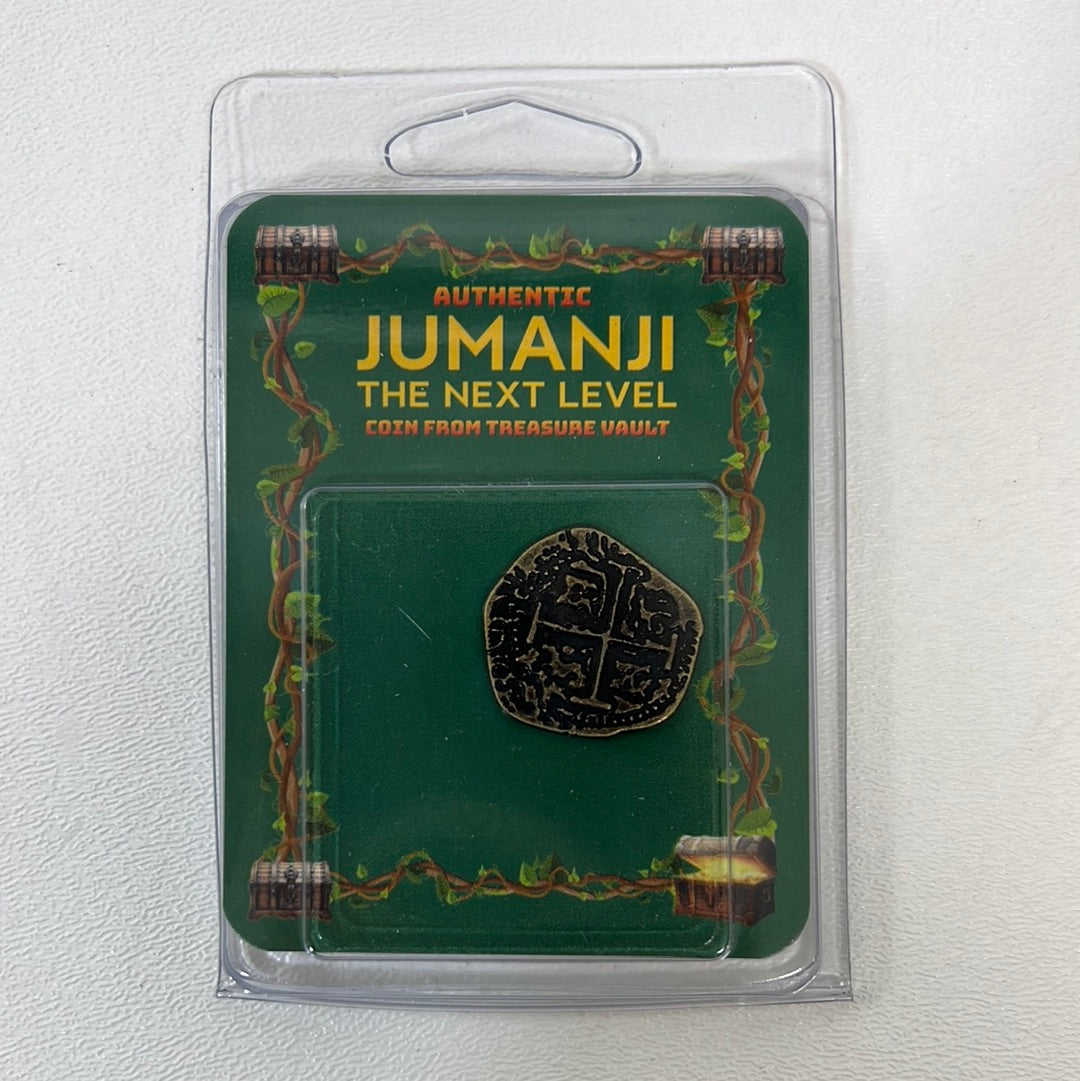 AUTHENTIC
JUMANJI
THE NEXT LEVEL
COIN FROM TREASURE VAULT